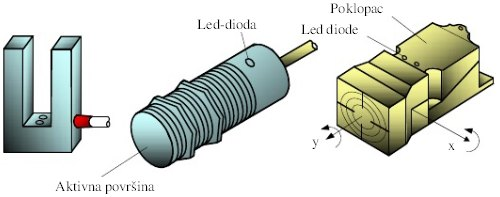 Poklopac
Led-dioda
Led diode
y
x
Aktivna površina